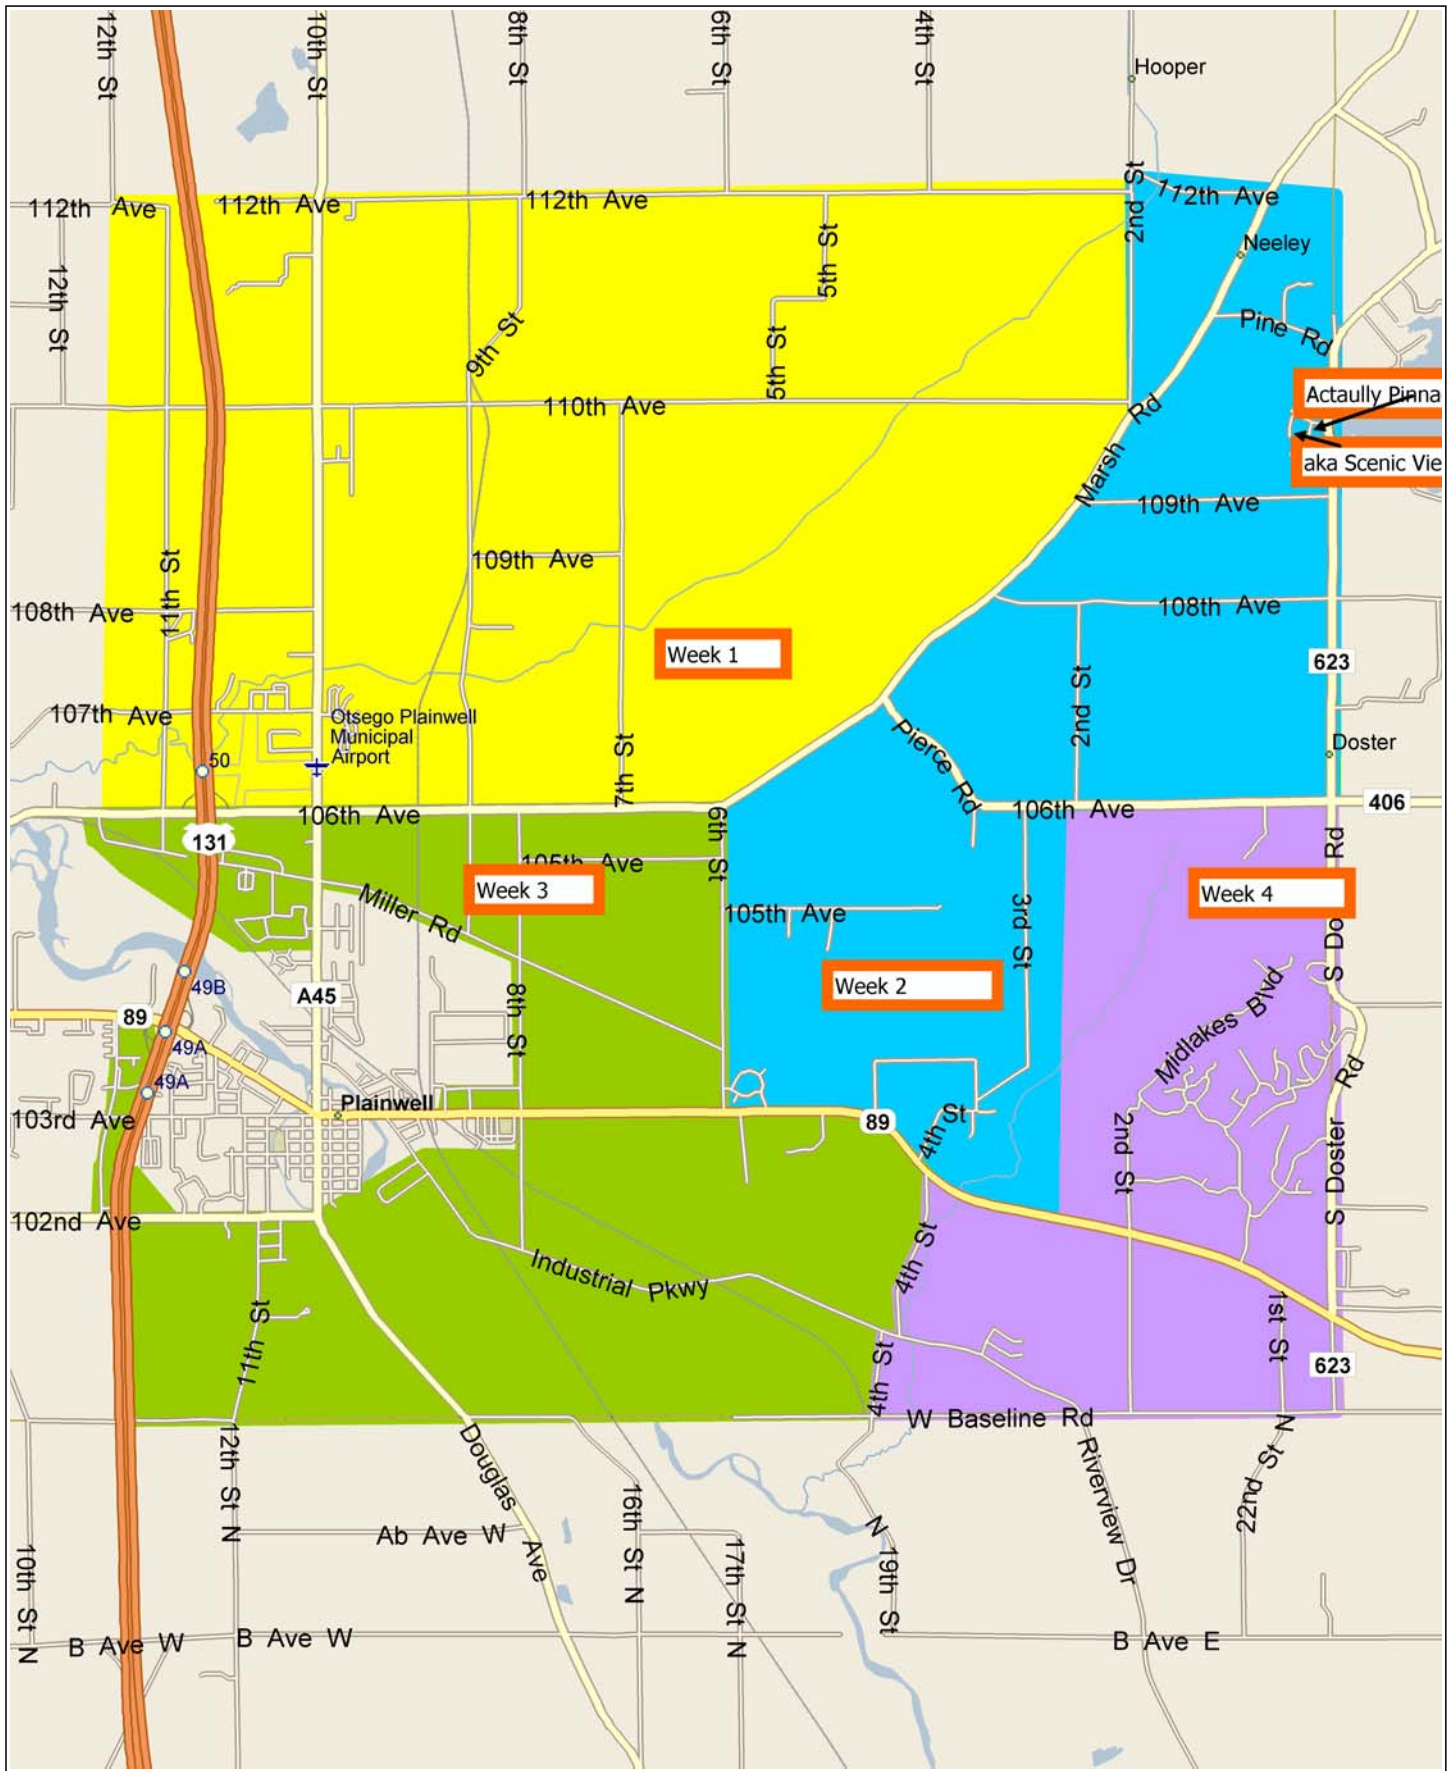 12th St
10th St
8th St
6th St
4th St
Hooper
112th Ave
112th Ave
112th Ave
2nd St
112th Ave
Neeley
12th St
5th St
Pine Rd
9th St
5th St
110th Ave
Actaully Pinna
Marsh Rd
aka Scenic Vie
109th Ave
11th St
109th Ave
108th Ave
108th Ave
Week 1
623
2nd St
107th Ave
Otsego Plainwell
Municipal
Airport
50
7th St
Pierce Rd
Doster
106th Ave
106th Ave
406
131
6th St
105th Ave
Week 3
Week 4
S Doster Rd
Miller Rd
105th Ave
3rd St
Week 2
49B
A45
89
8th St
49A
Midlakes Blvd
49A
Plainwell
103rd Ave
89
4th St
2nd St
S Doster Rd
102nd Ave
4th St
Industrial Pkwy
11th St
1st St
4th St
623
W Baseline Rd
12th St N
Douglas Ave
Riverview Dr
22nd St N
16th St N
Ab Ave W
N 19th St
10th St N
17th St N
B Ave W
B Ave W
B Ave E